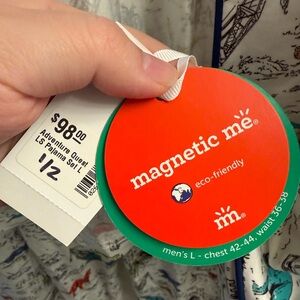 $98.00
Adventure Quest
LS Pajama Set L
1/2
magnetic me®
eco-friendly
m®
men's L - chest 42-44, waist 36-38